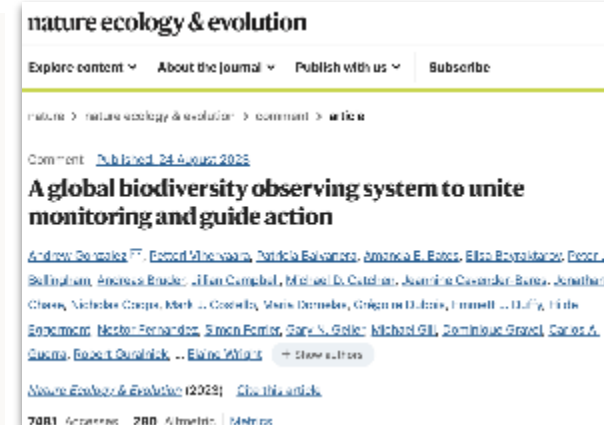 nature ecology & evolution
Explore content About the journal Publish with us Subscribe
nature > nature ecology & evolution > comment > article
Comment Published: 24 August 2023
A global biodiversity observing system to unite
monitoring and guide action
Andrew Gonzalez, Petteri Vihervaara, Patricia Balvanera, Amanda E. Bates, Elisa Bayraktarov, Peter J.
Bellingham, Andreas Bruder, Jillian Campbell, Michael D. Catchen, Jeannine Cavender-Bares, Jonathan
Chase, Nicholas Coops, Mark J. Costello, Maria Dornelas, Grégoire Dubois, Emmett J. Duffy, Hilde
Eggermont, Nestor Fernandez, Simon Ferrier, Gary N. Geller, Michael Gill, Dominique Gravel, Carlos A.
Guerra, Robert Guralnick, ... Elaine Wright + Show authors
Nature Ecology & Evolution (2023) Cite this article
7481 Accesses 280 Altmetric Metrics